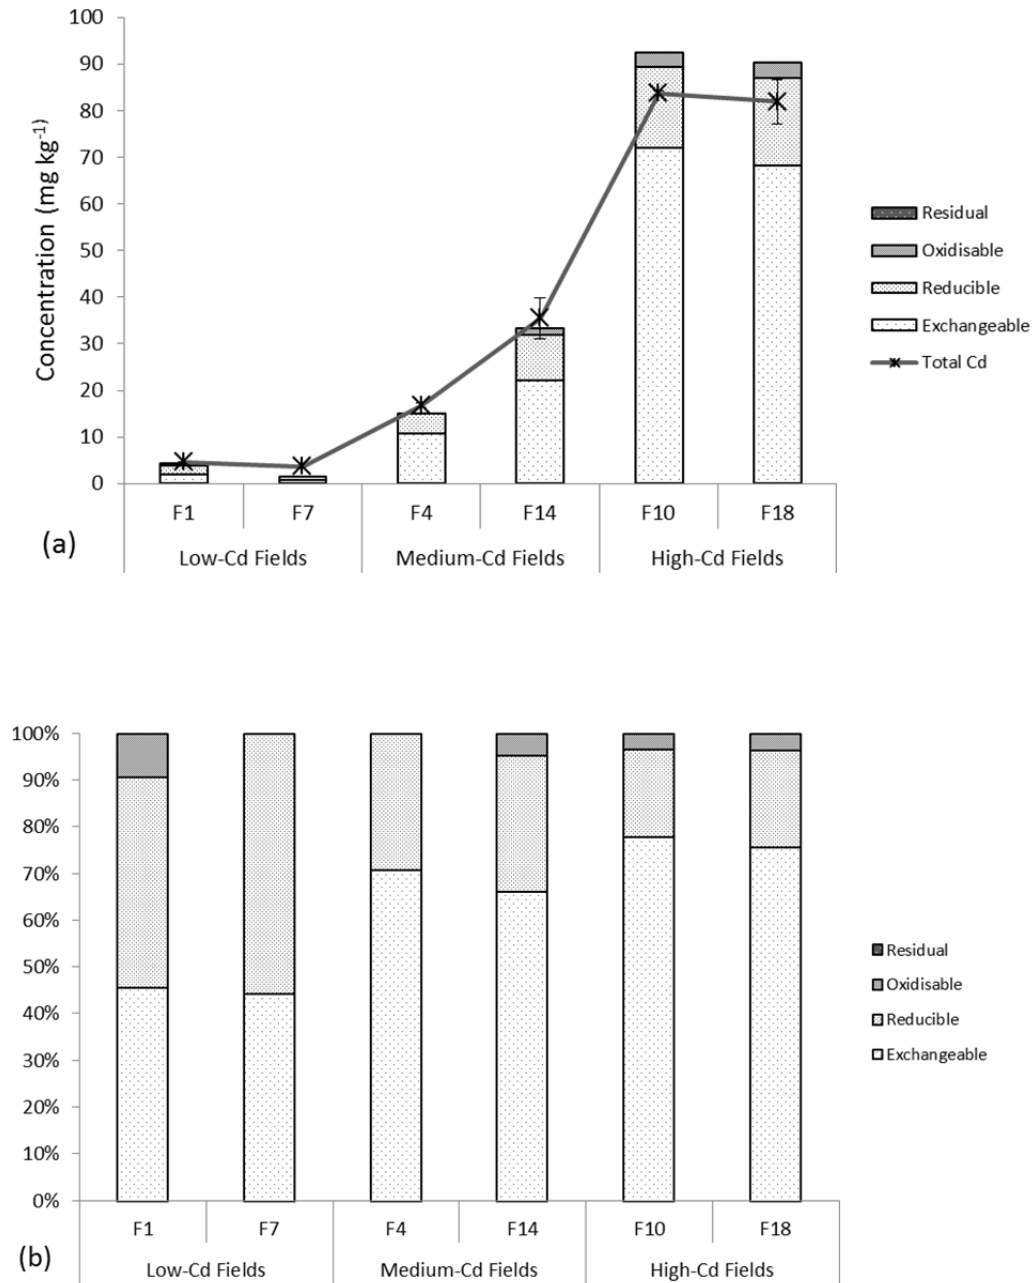 100
90
80
70
60
50
40
30
20
10
0
Concentration (mg kg-1)
Residual
Oxidisable
Reducible
Exchangeable
Total Cd
F1 F7 F4 F14 F10 F18
Low-Cd Fields Medium-Cd Fields High-Cd Fields
(a)
100%
90%
80%
70%
60%
50%
40%
30%
20%
10%
0%
Residual
Oxidisable
Reducible
Exchangeable
F1 F7 F4 F14 F10 F18
Low-Cd Fields Medium-Cd Fields High-Cd Fields
(b)